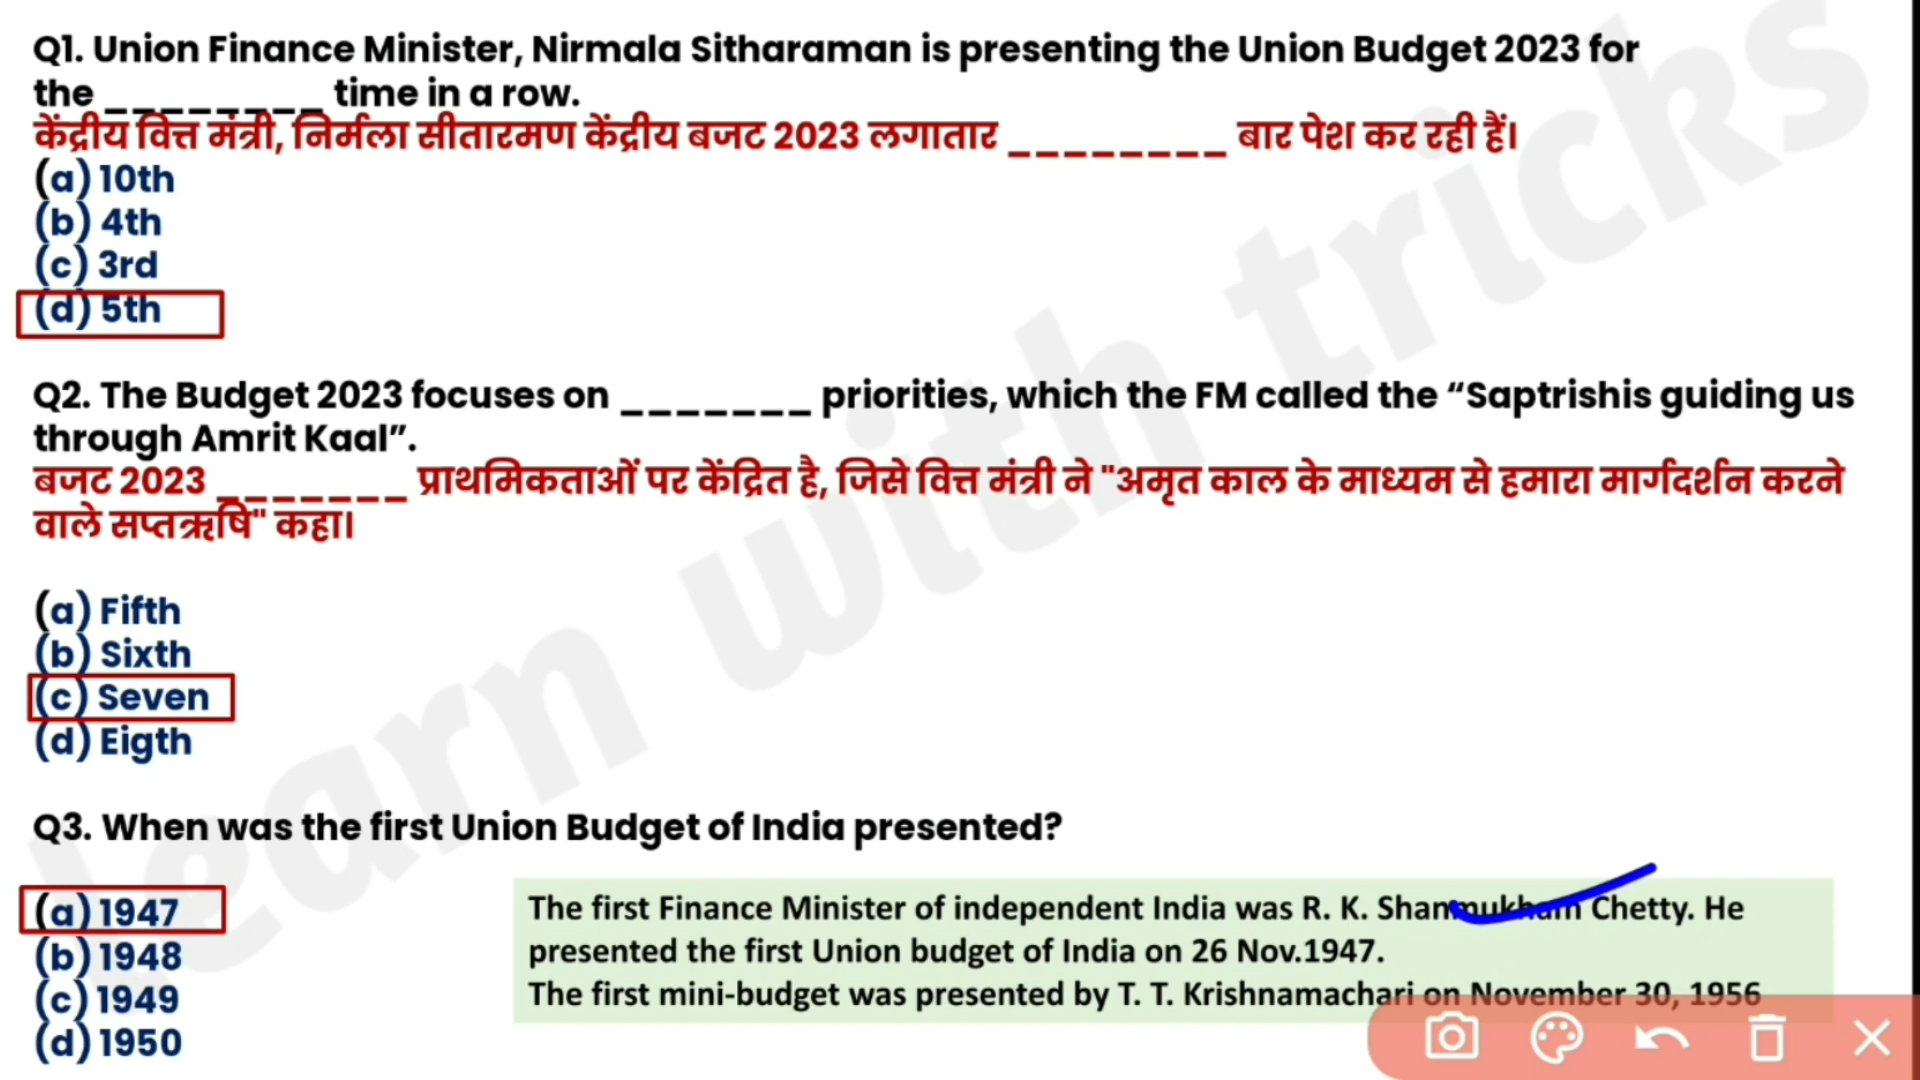 Q1. Union Finance Minister, Nirmala Sitharaman is presenting the Union Budget 2023 for
the ________ time in a row.
केंद्रीय वित्त मंत्री, निर्मला सीतारमण केंद्रीय बजट 2023 लगातार ________ बार पेश कर रही हैं।
(a) 10th
(b) 4th
(c) 3rd
(d) 5th
Q2. The Budget 2023 focuses on _______ priorities, which the FM called the “Saptrishis guiding us
through Amrit Kaal”.
बजट 2023 _______ प्राथमिकताओं पर केंद्रित है, जिसे वित्त मंत्री ने "अमृत काल के माध्यम से हमारा मार्गदर्शन करने
वाले सप्तऋषि" कहा।
(a) Fifth
(b) Sixth
(c) Seven
(d) Eigth
Q3. When was the first Union Budget of India presented?
(a) 1947
(b) 1948
(c) 1949
(d) 1950
The first Finance Minister of independent India was R. K. Shanmukham Chetty. He
presented the first Union budget of India on 26 Nov.1947.
The first mini-budget was presented by T. T. Krishnamachari on November 30, 1956
learn with tricks